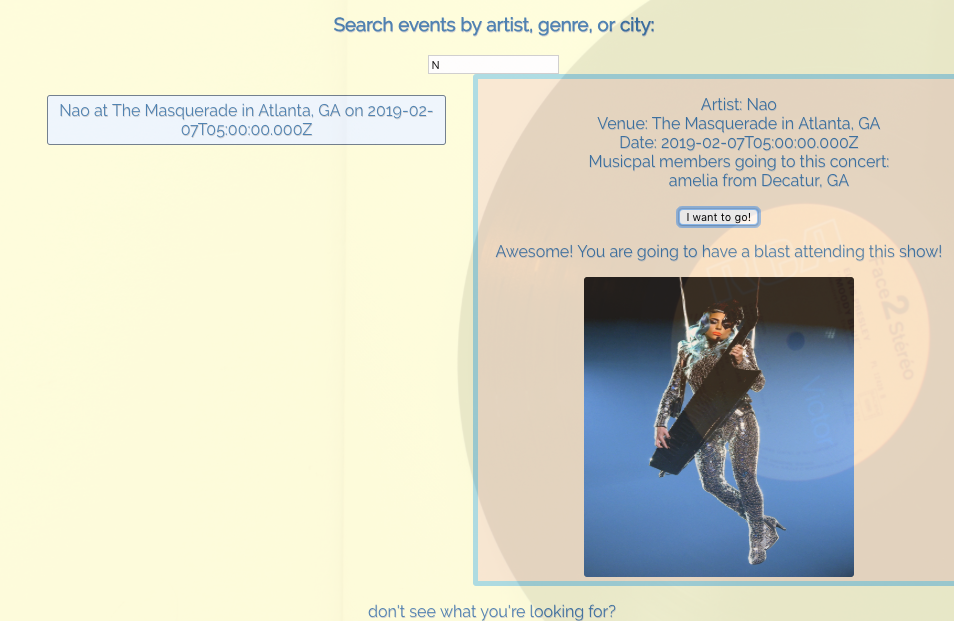 Search events by artist, genre, or city:
N
Nao at The Masquerade in Atlanta, GA on 2019-02-
07T05:00:00.000Z
Artist: Nao
Venue: The Masquerade in Atlanta, GA
Date: 2019-02-07T05:00:00.000Z
Musicpal members going to this concert:
amelia from Decatur, GA
I want to go!
Awesome! You are going to have a blast attending this show!
Face 2 Stéréo
don't see what you're looking for?